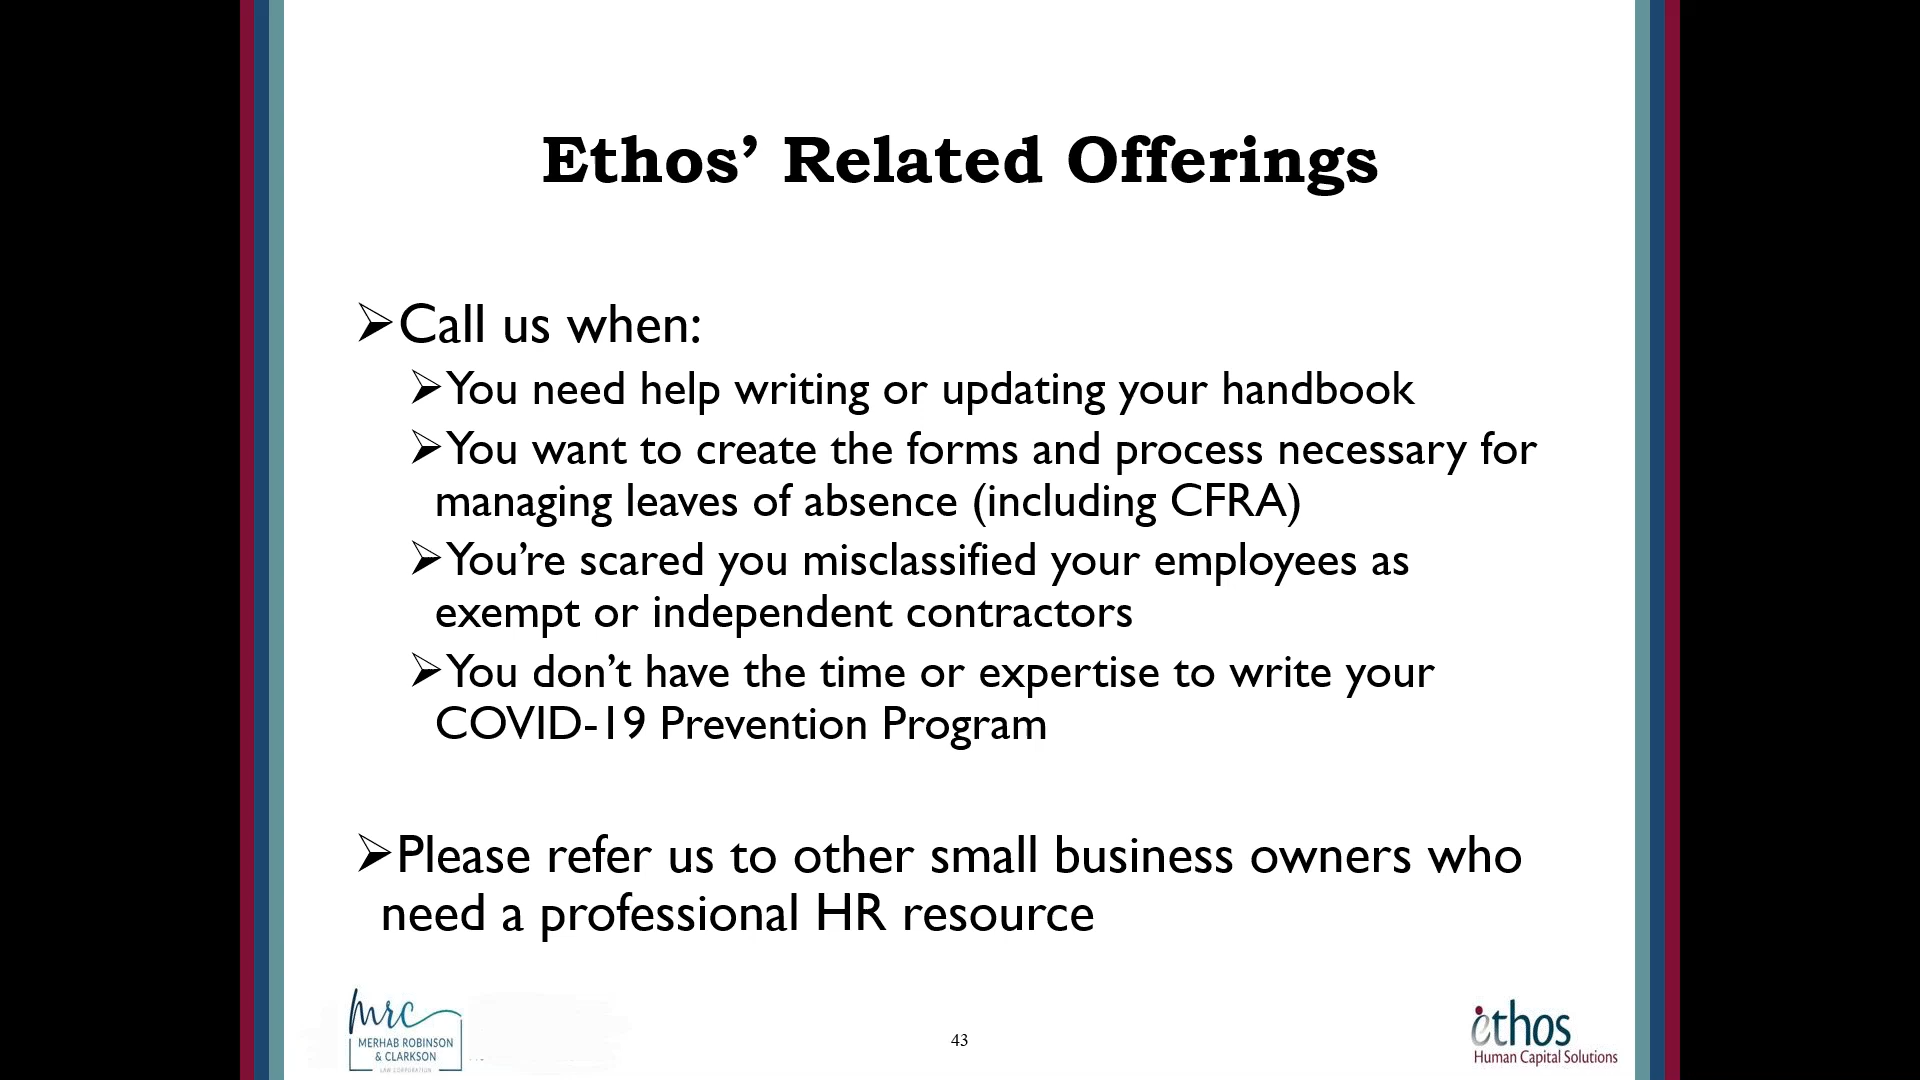 Ethos’ Related Offerings
➢Call us when:
➢You need help writing or updating your handbook
➢You want to create the forms and process necessary for
managing leaves of absence (including CFRA)
➢You’re scared you misclassified your employees as
exempt or independent contractors
➢You don’t have the time or expertise to write your
COVID-19 Prevention Program
➢Please refer us to other small business owners who
need a professional HR resource
mrc
MERHAB ROBINSON
& CLARKSON
LAW CORPORATION
43
ethos
Human Capital Solutions